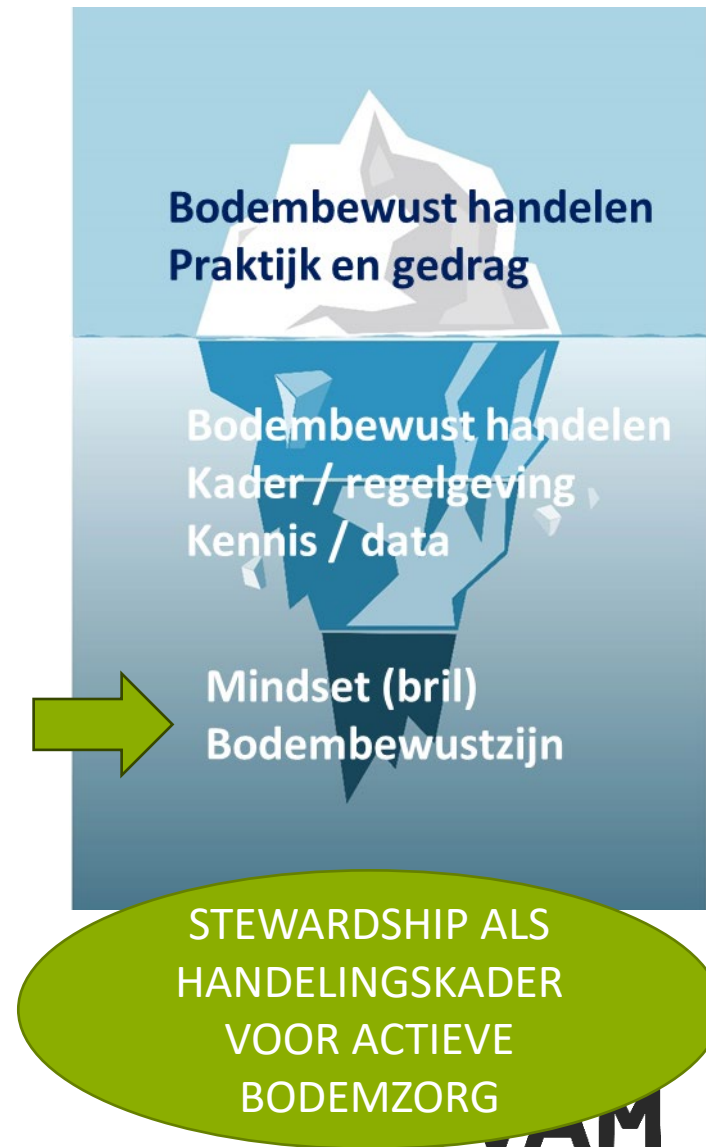 Bodembewust handelen
Praktijk en gedrag
Bodembewust handelen
Kader / regelgeving
Kennis / data
Mindset (bril)
Bodembewustzijn
STEWARDSHIP ALS
HANDELINGSKADER
VOOR ACTIEVE
BODEMZORG